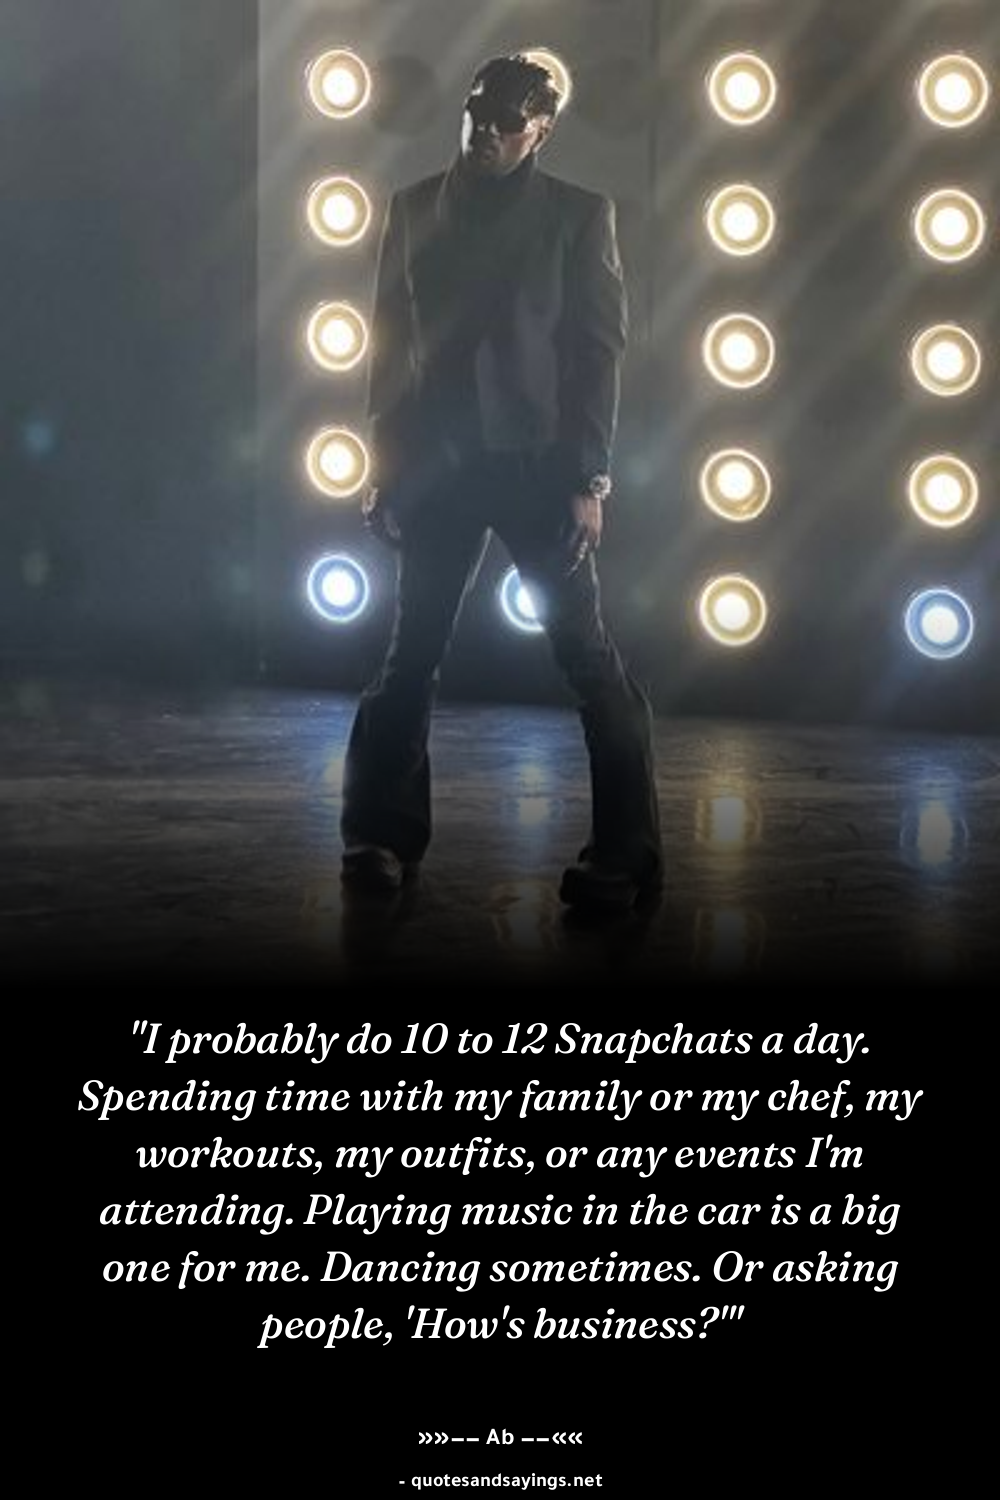 "I probably do 10 to 12 Snapchats a day.
Spending time with my family or my chef, my
workouts, my outfits, or any events I'm
attending. Playing music in the car is a big
one for me. Dancing sometimes. Or asking
people, 'How's business?'"
»»−− Ab −−««
- quotesandsayings.net